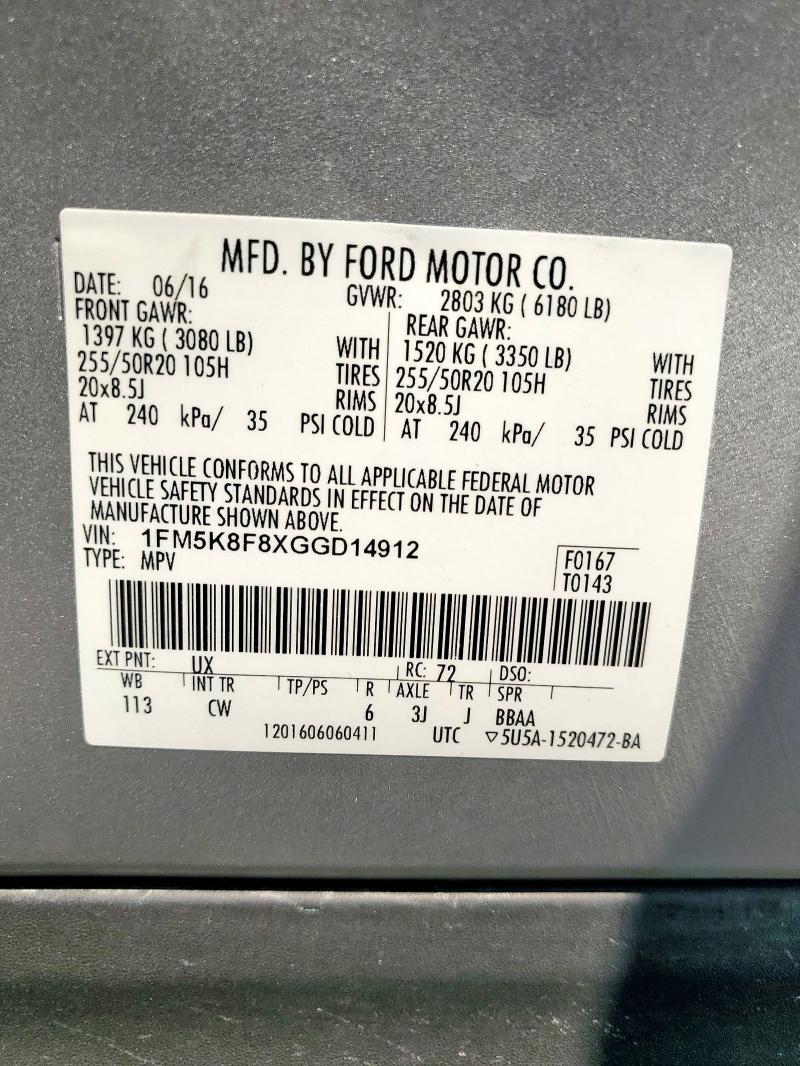 MFD. BY FORD MOTOR CO.
DATE: 06/16 GVWR: 2803 KG ( 6180 LB)
FRONT GAWR: REAR GAWR:
1397 KG ( 3080 LB) WITH 1520 KG ( 3350 LB) WITH
255/50R20 105H TIRES 255/50R20 105H TIRES
20x8.5J RIMS 20x8.5J RIMS
AT 240 kPa/ 35 PSI COLD AT 240 kPa/ 35 PSI COLD
THIS VEHICLE CONFORMS TO ALL APPLICABLE FEDERAL MOTOR
VEHICLE SAFETY STANDARDS IN EFFECT ON THE DATE OF
MANUFACTURE SHOWN ABOVE.
VIN: 1FM5K8F8XGGD14912 F0167
TYPE: MPV T0143
EXT PNT: UX RC: 72 DSO:
WB INT TR TP/PS R AXLE TR SPR
113 CW 6 3J J BBAA
1201606060411 UTC ▽5U5A-1520472-BA